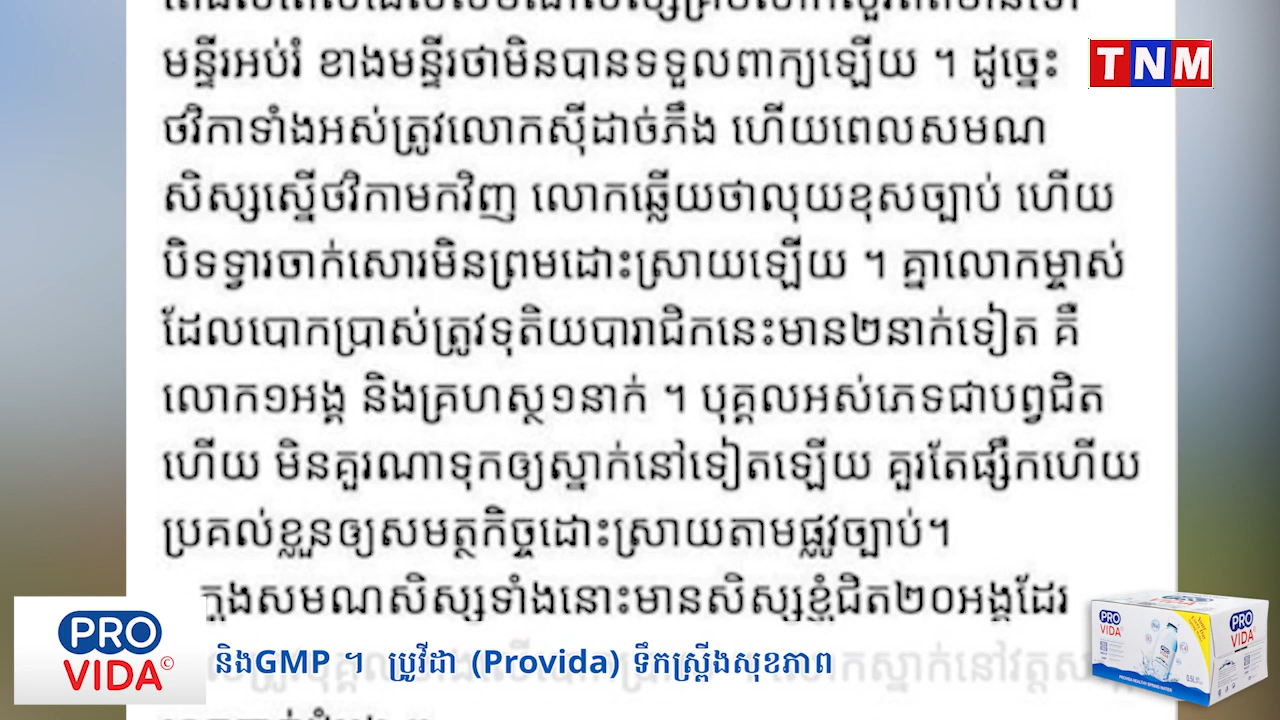 មន្ទីរអប់រំ ខាងមន្ទីរថាមិនបានទទួលពាក្យឡើយ ។ ដូច្នេះ
TNM
ថវិកាទាំងអស់ត្រូវលោកស៊ីដាច់ភឹង ហើយពេលសមណ
សិស្សស្នើថវិកាមកវិញ លោកឆ្លើយថាលុយខុសច្បាប់ ហើយ
បិទទ្វារចាក់សោរមិនព្រមដោះស្រាយឡើយ ។ គ្នាលោកម្ចាស់
ដែលបោកប្រាស់ត្រូវទុតិយបារាជិកនេះមាន២នាក់ទៀត គឺ
លោក១អង្គ និងគ្រហស្ថ១នាក់ ។ បុគ្គលអស់ភេទជាបព្វជិត
ហើយ មិនគួរណាទុកឲ្យស្នាក់នៅទៀតឡើយ គួរតែផ្សឹកហើយ
ប្រគល់ខ្លួនឲ្យសមត្ថកិច្ចដោះស្រាយតាមផ្លូវច្បាប់។
ក្នុងសមណសិស្សទាំងនោះមានសិស្សខ្ញុំជិត២០អង្គដែរ
PRO
VIDA©
និងGMP ។ ប្រូវីដា (Provida) ទឹកស្ព្រីងសុខភាព
PRO
VIDA
PRO
VIDA